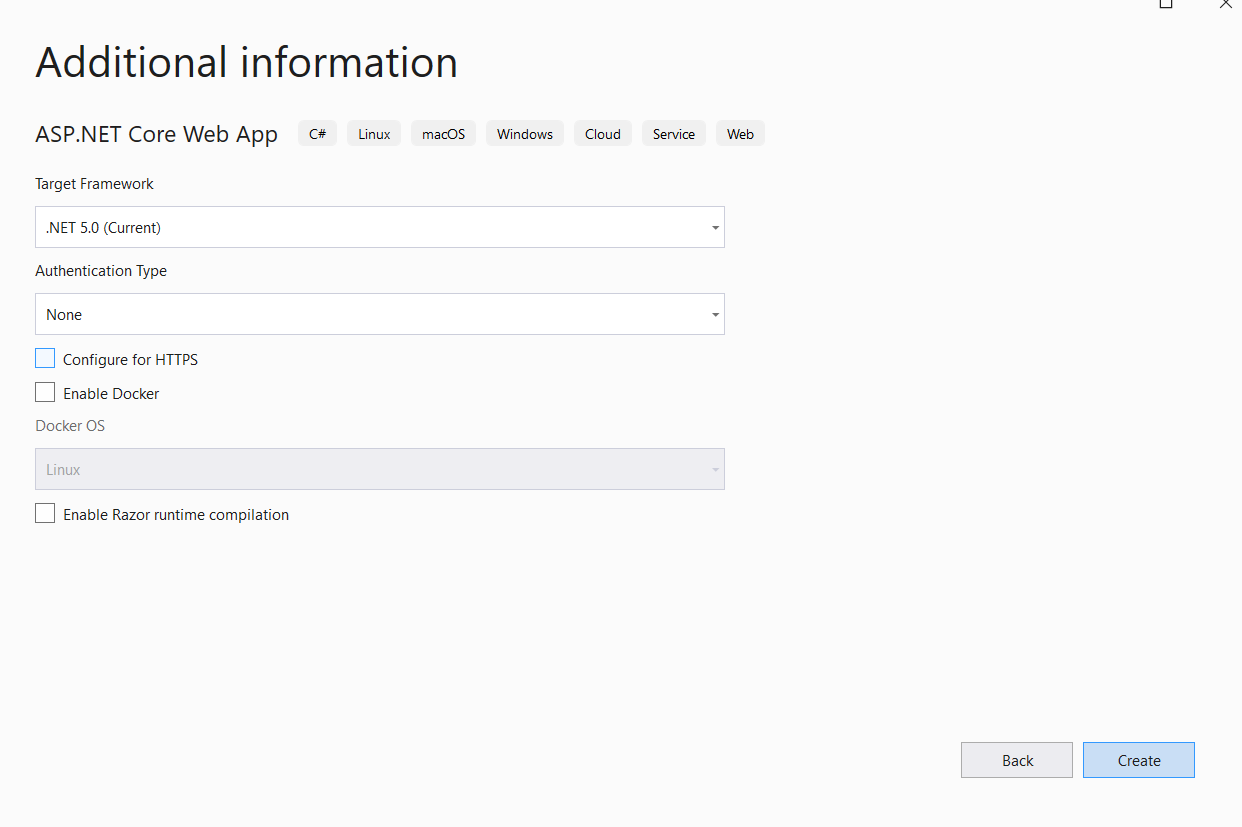 Additional information
ASP.NET Core Web App C# Linux macOS Windows Cloud Service Web
Target Framework
.NET 5.0 (Current)
Authentication Type
None
Configure for HTTPS
Enable Docker
Docker OS
Linux
Enable Razor runtime compilation
Back Create